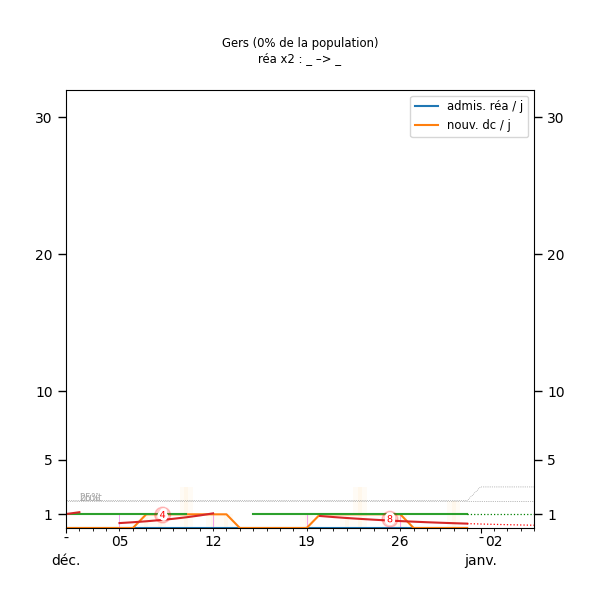 Gers (0% de la population)
réa x2 : _ –> _
admis. réa / j
nouv. dc / j
30 30
20 20
10 10
5 5
1 1
4
8
- 05 12 19 26 - 02
déc. janv.